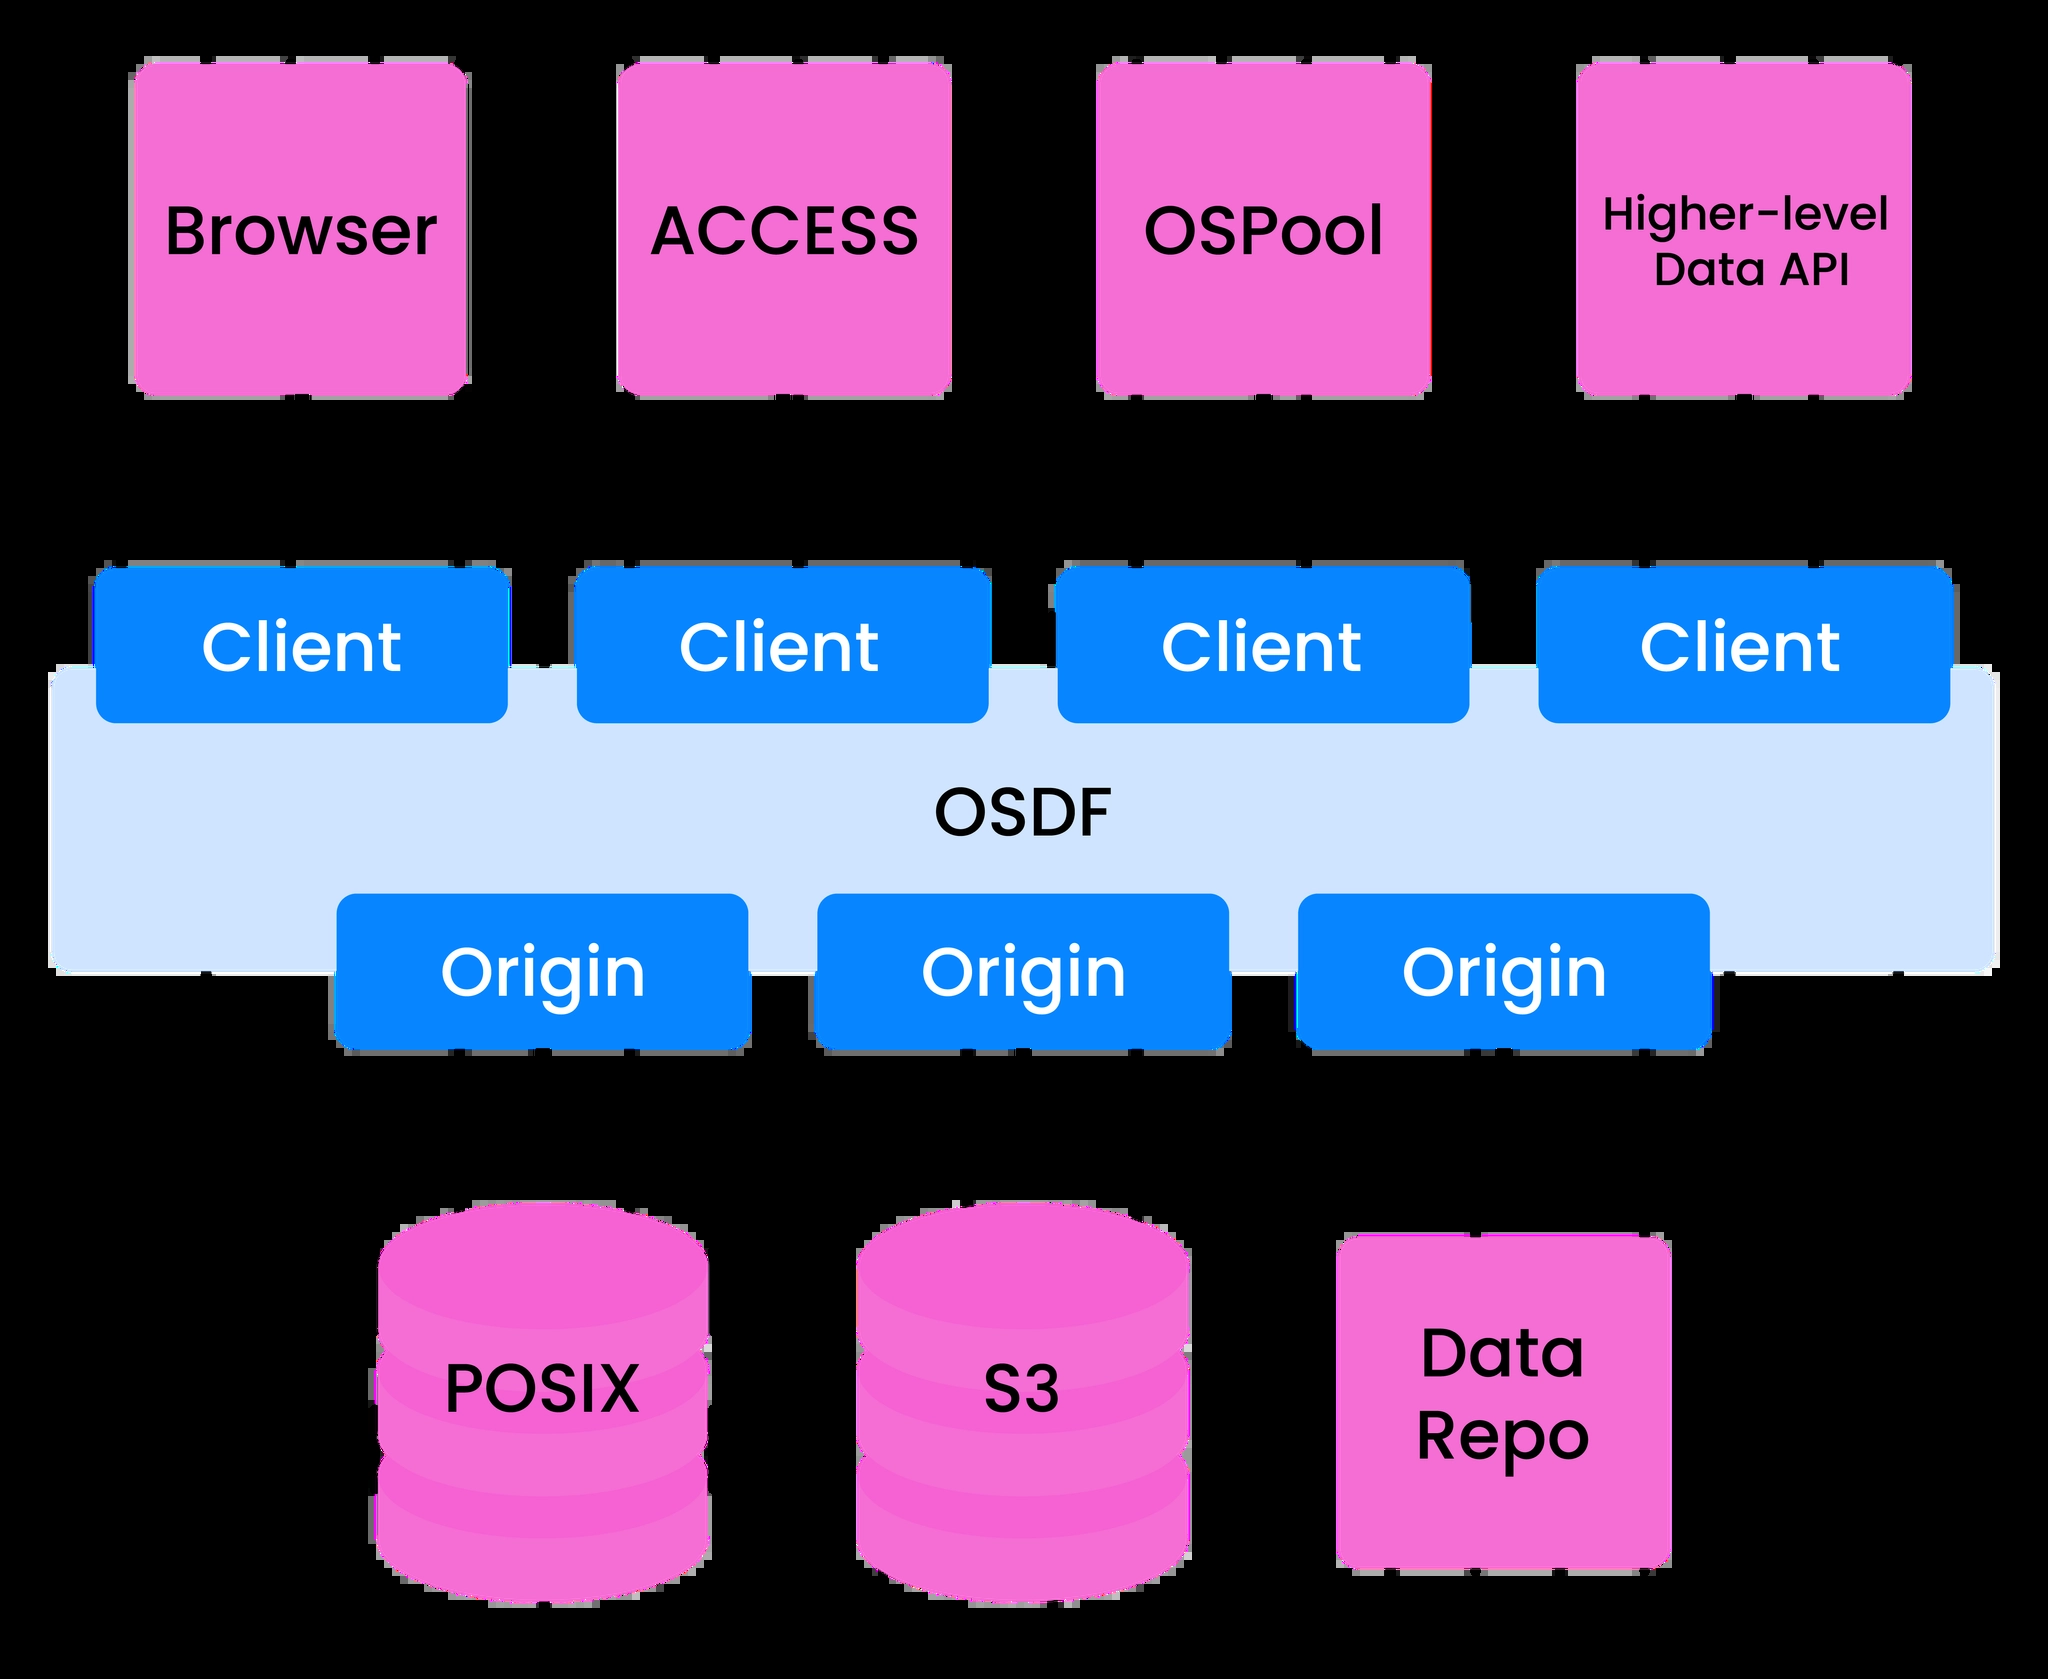 Browser
ACCESS
OSPool
Higher-level
Data API
Client
Client
Client
Client
OSDF
Origin
Origin
Origin
POSIX
S3
Data
Repo